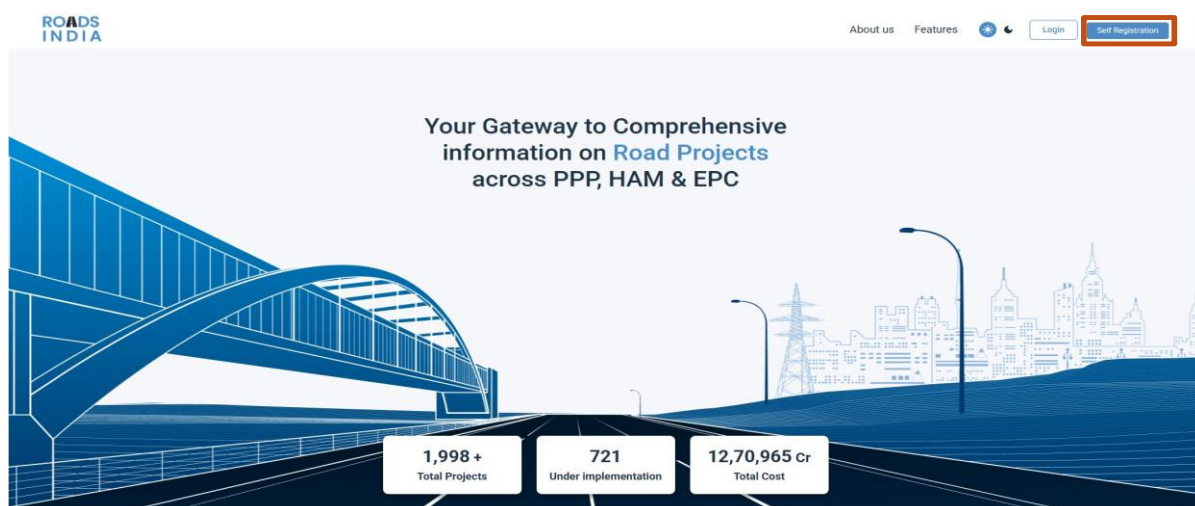 ROADS
INDIA
About us
Features
Login
Self Registration
Your Gateway to Comprehensive
information on Road Projects
across PPP, HAM & EPC
1,998 +
Total Projects
721
Under implementation
12,70,965 Cr
Total Cost